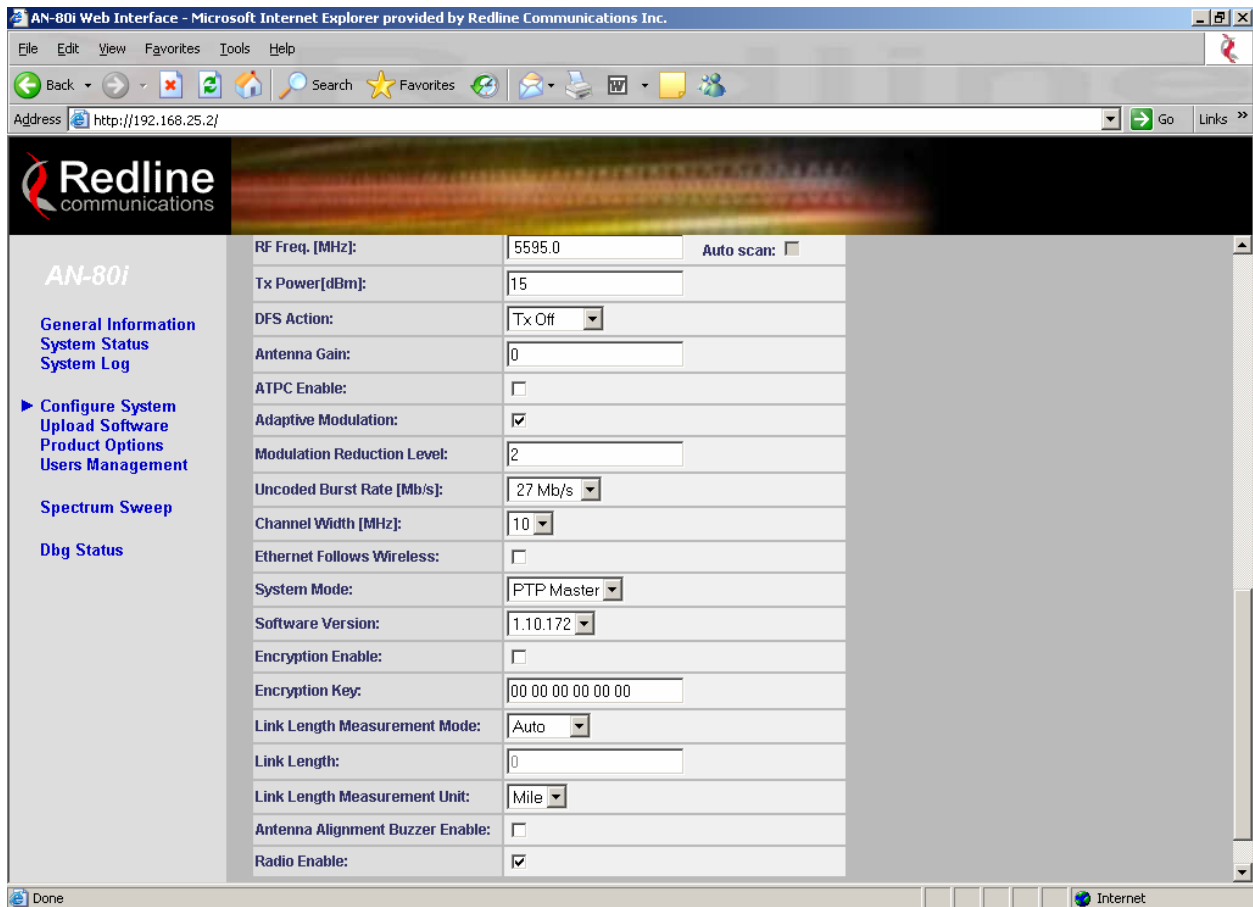 AN-80i Web Interface - Microsoft Internet Explorer provided by Redline Communications Inc.
File Edit View Favorites Tools Help
Back Search Favorites
Address http://192.168.25.2/ Go Links »
Redline
communications
AN-80i
General Information
System Status
System Log
Configure System
Upload Software
Product Options
Users Management
Spectrum Sweep
Dbg Status
RF Freq. [MHz]: 5595.0 Auto scan:
Tx Power[dBm]: 15
DFS Action: Tx Off
Antenna Gain: 0
ATPC Enable:
Adaptive Modulation:
Modulation Reduction Level: 2
Uncoded Burst Rate [Mb/s]: 27 Mb/s
Channel Width [MHz]: 10
Ethernet Follows Wireless:
System Mode: PTP Master
Software Version: 1.10.172
Encryption Enable:
Encryption Key: 00 00 00 00 00 00
Link Length Measurement Mode: Auto
Link Length: 0
Link Length Measurement Unit: Mile
Antenna Alignment Buzzer Enable:
Radio Enable:
Done Internet